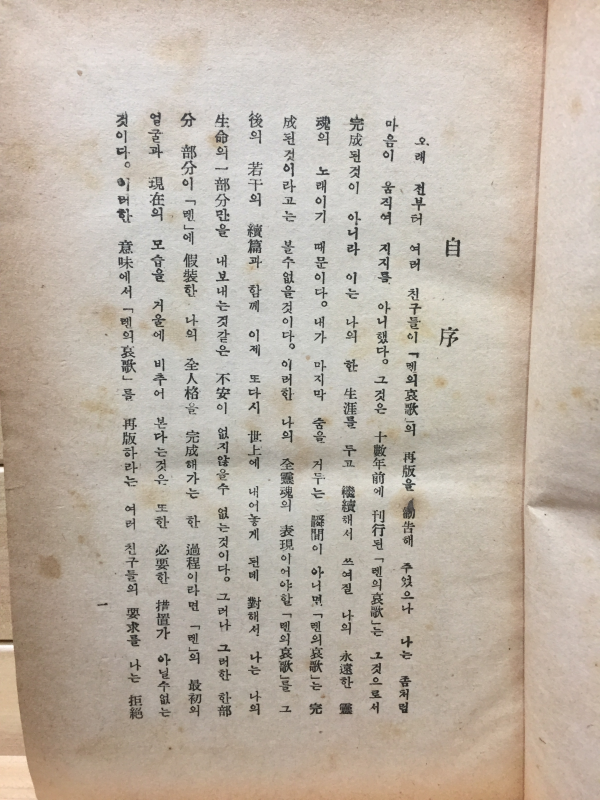 自序
오래 전부터 여러 친구들이 「렌의哀歌」의 再版을 勸告해 주었으나 나는 좀처럼
마음이 움직여 지지를 아니했다。그것은 十數年前에 刊行된 「렌의哀歌」는 그것으로서
完成된것이 아니라 이는 나의 한 生涯를 두고 繼續해서 쓰여질 나의 永遠한 靈
魂의 노래이기 때문이다。내가 마지막 숨을 거두는 瞬間이 아니면 「렌의哀歌」는 完
成된것이라고는 볼수없을것이다。이러한 나의 全靈魂의 表現이어야할 「렌의哀歌」를 그
後의 若干의 續篇과 함께 이제 또다시 世上에 내어놓게 된데 對해서 나는 나의
生命의一部分만을 내보내는것같은 不安이 없지않을수 없는것이다。그러나 그러한 한部
分 部分이 「렌」에 假裝한 나의 全人格을 完成해가는 한 過程이라면 「렌」의 最初의
얼굴과 現在의 모습을 거울에 비추어 본다는것은 또한 必要한 措置가 아닐수없는
것이다。이러한 意味에서 「렌의哀歌」를 再版하라는 여러 친구들의 要求를 나는 拒絶
一